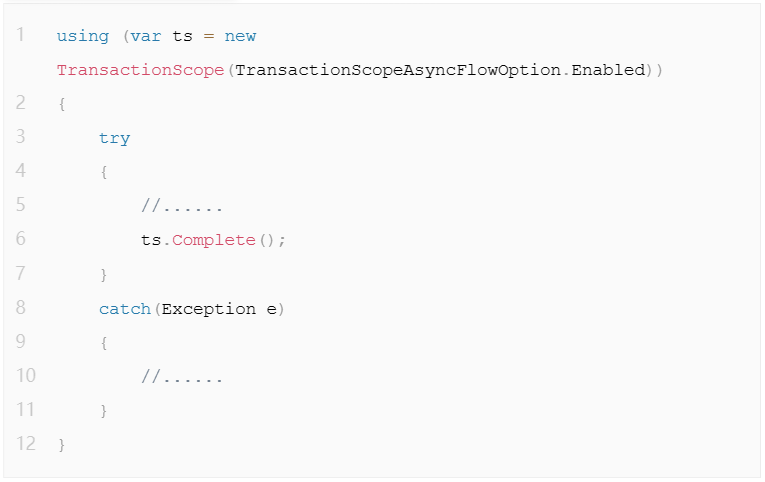 1 using (var ts = new
TransactionScope(TransactionScopeAsyncFlowOption.Enabled))
2 {
3 try
4 {
5 //......
6 ts.Complete();
7 }
8 catch(Exception e)
9 {
10 //......
11 }
12 }